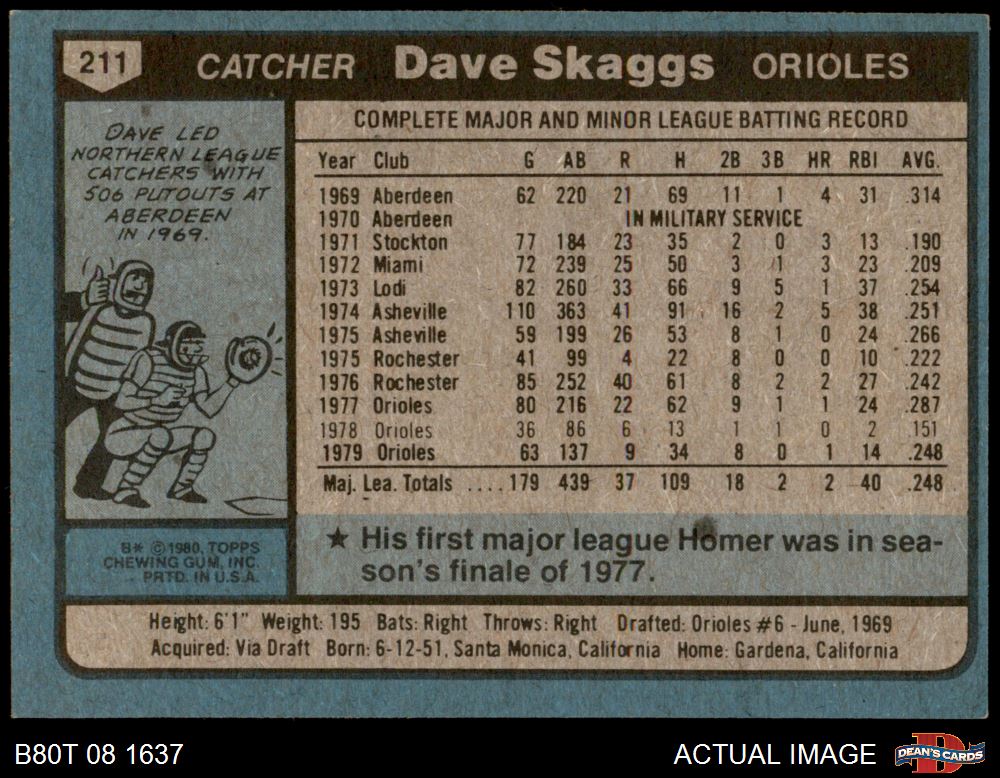 211 CATCHER Dave Skaggs ORIOLES
DAVE LED
NORTHERN LEAGUE
CATCHERS WITH
506 PUTOUTS AT
ABERDEEN
IN 1969.
COMPLETE MAJOR AND MINOR LEAGUE BATTING RECORD
Year Club G AB R H 2B 3B HR RBI AVG.
1969 Aberdeen 62 220 21 69 11 1 4 31 .314
1970 Aberdeen IN MILITARY SERVICE
1971 Stockton 77 184 23 35 2 0 3 13 .190
1972 Miami 72 239 25 50 3 1 3 23 .209
1973 Lodi 82 260 33 66 9 5 1 37 .254
1974 Asheville 110 363 41 91 16 2 5 38 .251
1975 Asheville 59 199 26 53 8 1 0 24 .266
1975 Rochester 41 99 4 22 8 0 0 10 .222
1976 Rochester 85 252 40 61 8 2 2 27 .242
1977 Orioles 80 216 22 62 9 1 1 24 .287
1978 Orioles 36 86 6 13 1 1 0 2 151
1979 Orioles 63 137 9 34 8 0 1 14 .248
Maj. Lea. Totals ....179 439 37 109 18 2 2 40 .248
★ His first major league Homer was in sea-
son's finale of 1977.
B* © 1980, TOPPS
CHEWING GUM, INC.
PRTD. IN U.S.A.
Height: 6'1" Weight: 195 Bats: Right Throws: Right Drafted: Orioles #6 - June, 1969
Acquired: Via Draft Born: 6-12-51, Santa Monica, California Home: Gardena, California
B80T 08 1637 ACTUAL IMAGE DEAN'S CARDS